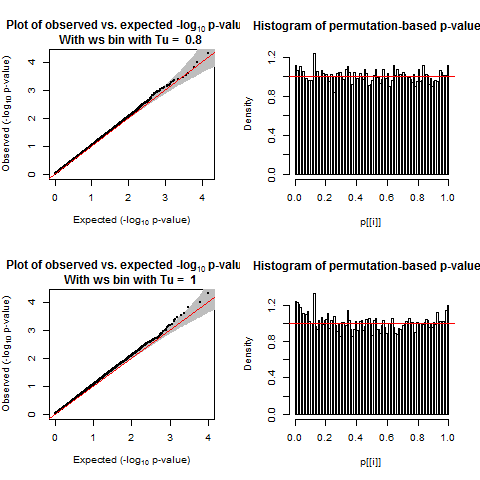 Plot of observed vs. expected -log10 p-valu
With ws bin with Tu = 0.8
Observed (-log10 p-value)
4
3
2
1
0
0 1 2 3 4
Expected (-log10 p-value)
Histogram of permutation-based p-value
Density
1.2
0.8
0.4
0.0 0.2 0.4 0.6 0.8 1.0
p[[i]]
Plot of observed vs. expected -log10 p-valu
With ws bin with Tu = 1
Observed (-log10 p-value)
4
3
2
1
0
0 1 2 3 4
Expected (-log10 p-value)
Histogram of permutation-based p-value
Density
1.2
0.8
0.4
0.0
0.0 0.2 0.4 0.6 0.8 1.0
p[[i]]